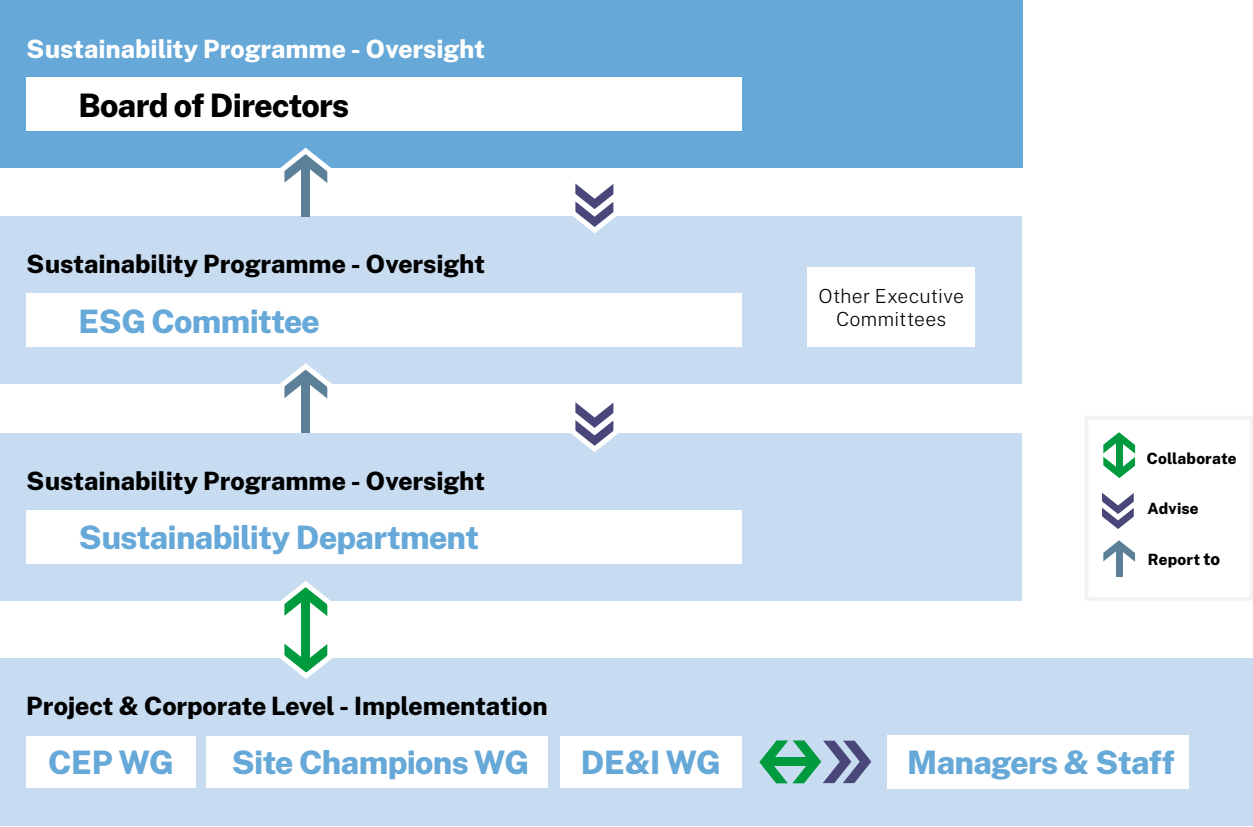 Sustainability Programme - Oversight
Board of Directors
Sustainability Programme - Oversight
ESG Committee
Other Executive
Committees
Sustainability Programme - Oversight
Sustainability Department
Collaborate
Advise
Report to
Project & Corporate Level - Implementation
CEP WG
Site Champions WG
DE&I WG
Managers & Staff